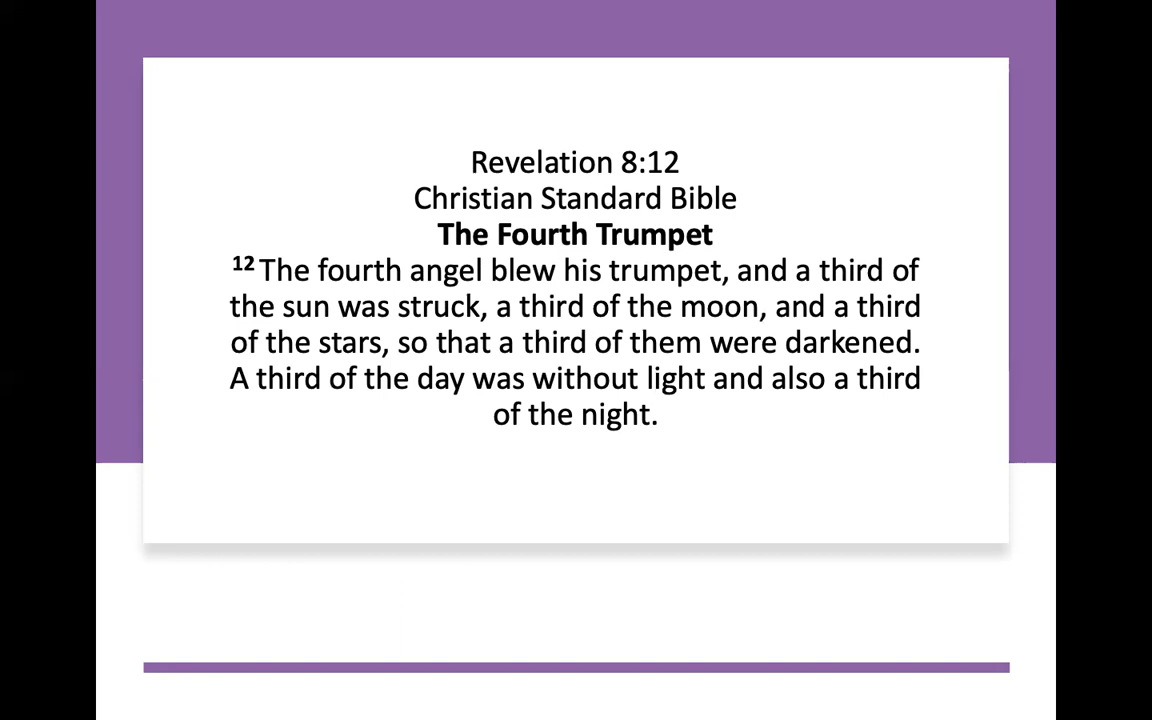 Revelation 8:12
Christian Standard Bible
The Fourth Trumpet
12 The fourth angel blew his trumpet, and a third of
the sun was struck, a third of the moon, and a third
of the stars, so that a third of them were darkened.
A third of the day was without light and also a third
of the night.